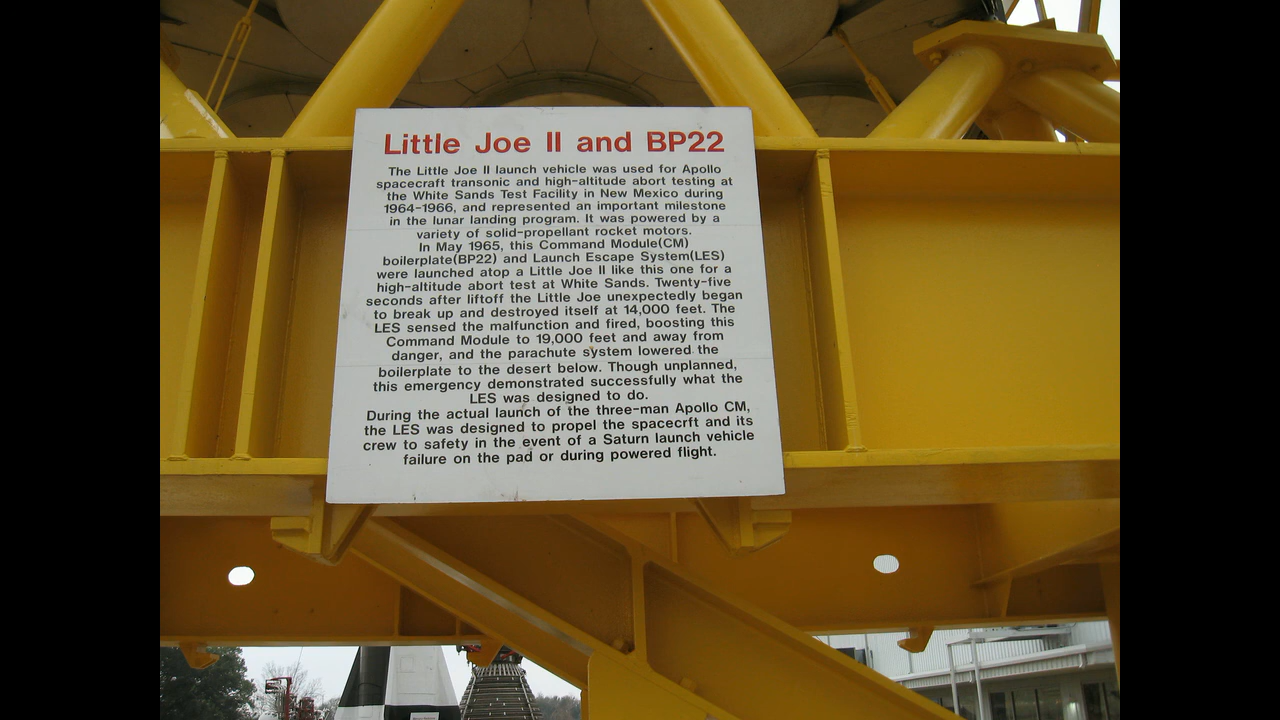 Little Joe II and BP22
The Little Joe II launch vehicle was used for Apollo
spacecraft transonic and high-altitude abort testing at
the White Sands Test Facility in New Mexico during
1964-1966, and represented an important milestone
in the lunar landing program. It was powered by a
variety of solid-propellant rocket motors.
In May 1965, this Command Module(CM)
boilerplate(BP22) and Launch Escape System(LES)
were launched atop a Little Joe II like this one for a
high-altitude abort test at White Sands. Twenty-five
seconds after liftoff the Little Joe unexpectedly began
to break up and destroyed itself at 14,000 feet. The
LES sensed the malfunction and fired, boosting this
Command Module to 19,000 feet and away from
danger, and the parachute system lowered the
boilerplate to the desert below. Though unplanned,
this emergency demonstrated successfully what the
LES was designed to do.
During the actual launch of the three-man Apollo CM,
the LES was designed to propel the spacecrft and its
crew to safety in the event of a Saturn launch vehicle
failure on the pad or during powered flight.